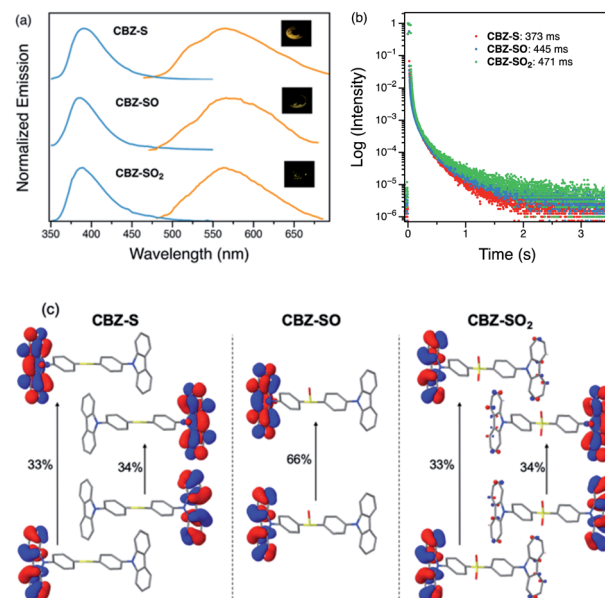 (a)
CBZ-S
CBZ-SO
CBZ-SO₂
Normalized Emission
350 400 450 500 550 600 650
Wavelength (nm)
(b)
CBZ-S: 373 ms
CBZ-SO: 445 ms
CBZ-SO₂: 471 ms
Log (Intensity)
1
10⁻¹
10⁻²
10⁻³
10⁻⁴
10⁻⁵
10⁻⁶
0 1 2 3
Time (s)
(c)
CBZ-S CBZ-SO CBZ-SO₂
33% 34% 66% 33% 34%